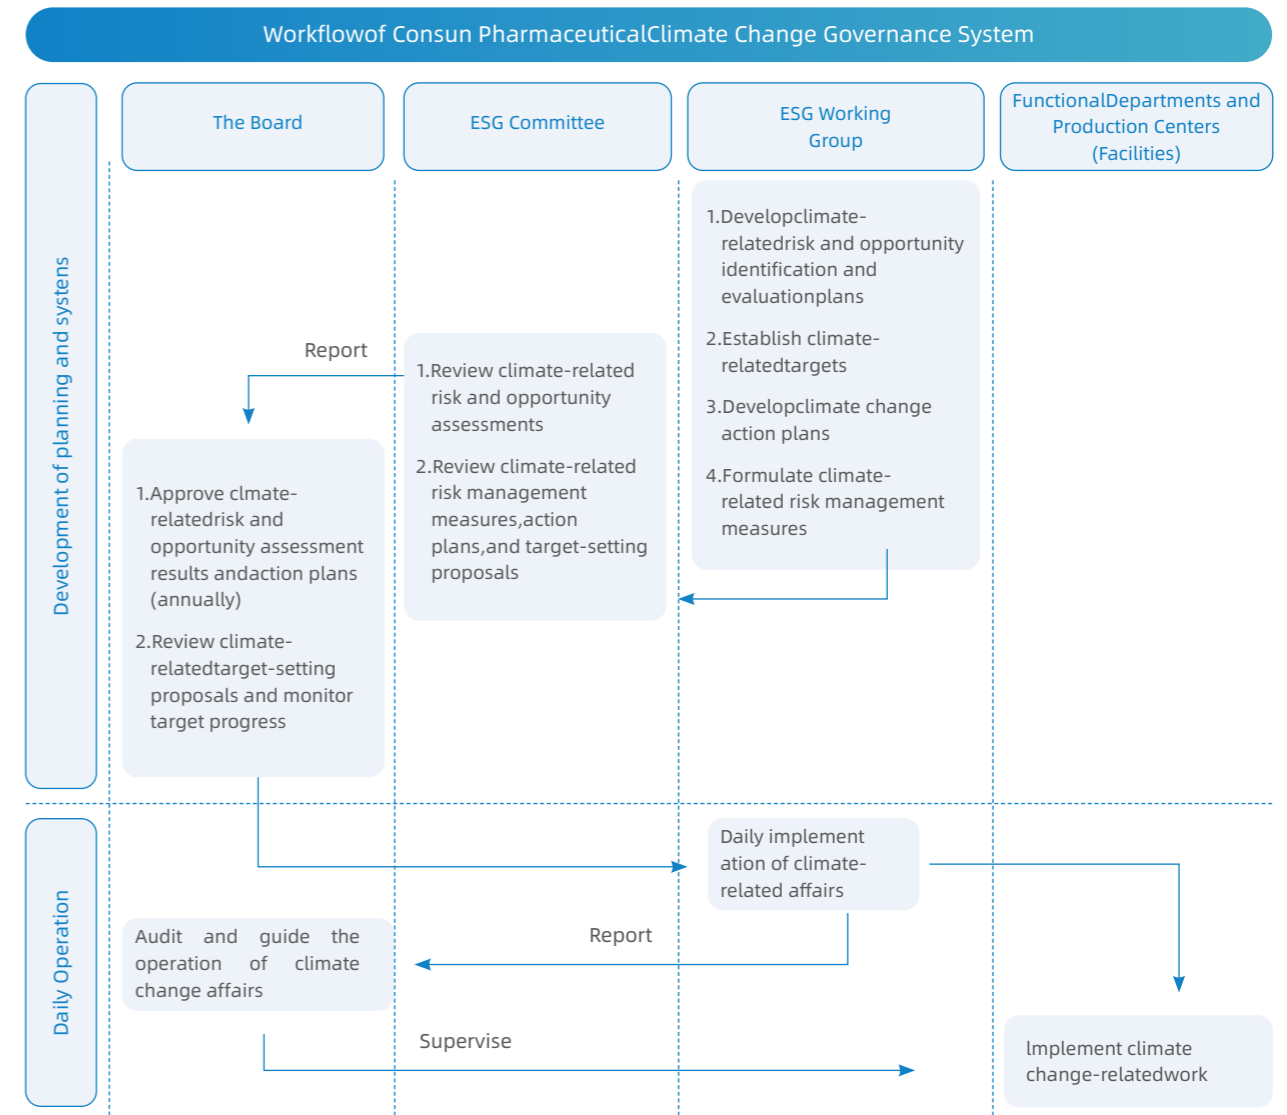 Workflowof Consun PharmaceuticalClimate Change Governance System
The Board
ESG Committee
ESG Working
Group
FunctionalDepartments and
Production Centers
(Facilities)
Development of planning and systens
1.Developclimate-
relatedrisk and opportunity
identification and
evaluationplans
2.Establish climate-
relatedtargets
3.Developclimate change
action plans
4.Formulate climate-
related risk management
measures
Report
1.Review climate-related
risk and opportunity
assessments
2.Review climate-related
risk management
measures,action
plans,and target-setting
proposals
1.Approve clmate-
relatedrisk and
opportunity assessment
results andaction plans
(annually)
2.Review climate-
relatedtarget-setting
proposals and monitor
target progress
Daily Operation
Daily implement
ation of climate-
related affairs
Report
Audit and guide the
operation of climate
change affairs
Supervise
lmplement climate
change-relatedwork